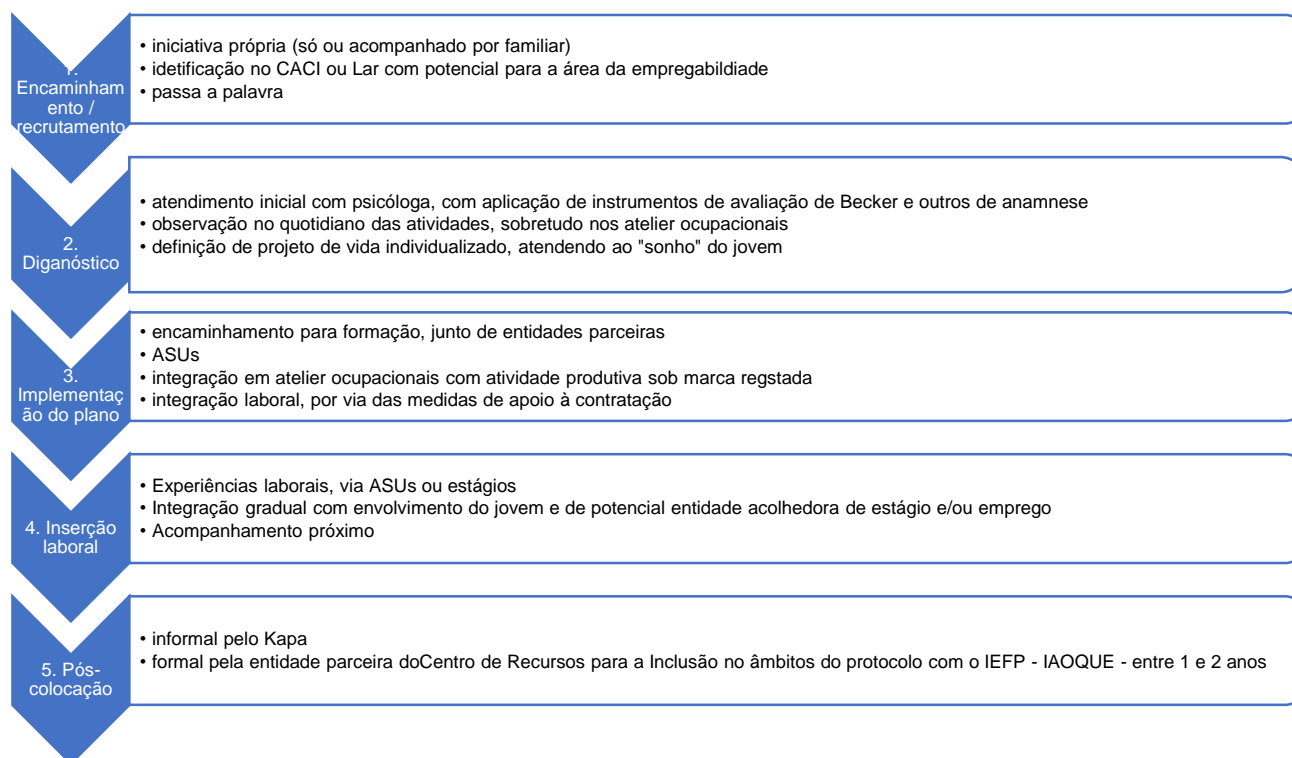 1.
Encaminham
ento /
recrutamento
• iniciativa própria (só ou acompanhado por familiar)
• idetificação no CACI ou Lar com potencial para a área da empregabildiade
• passa a palavra
2.
Diganóstico
• atendimento inicial com psicóloga, com aplicação de instrumentos de avaliação de Becker e outros de anamnese
• observação no quotidiano das atividades, sobretudo nos atelier ocupacionais
• definição de projeto de vida individualizado, atendendo ao "sonho" do jovem
3.
Implementaç
ão do plano
• encaminhamento para formação, junto de entidades parceiras
• ASUs
• integração em atelier ocupacionais com atividade produtiva sob marca regstada
• integração laboral, por via das medidas de apoio à contratação
4. Inserção
laboral
• Experiências laborais, via ASUs ou estágios
• Integração gradual com envolvimento do jovem e de potencial entidade acolhedora de estágio e/ou emprego
• Acompanhamento próximo
5. Pós-
colocação
• informal pelo Kapa
• formal pela entidade parceira doCentro de Recursos para a Inclusão no âmbitos do protocolo com o IEFP - IAOQUE - entre 1 e 2 anos